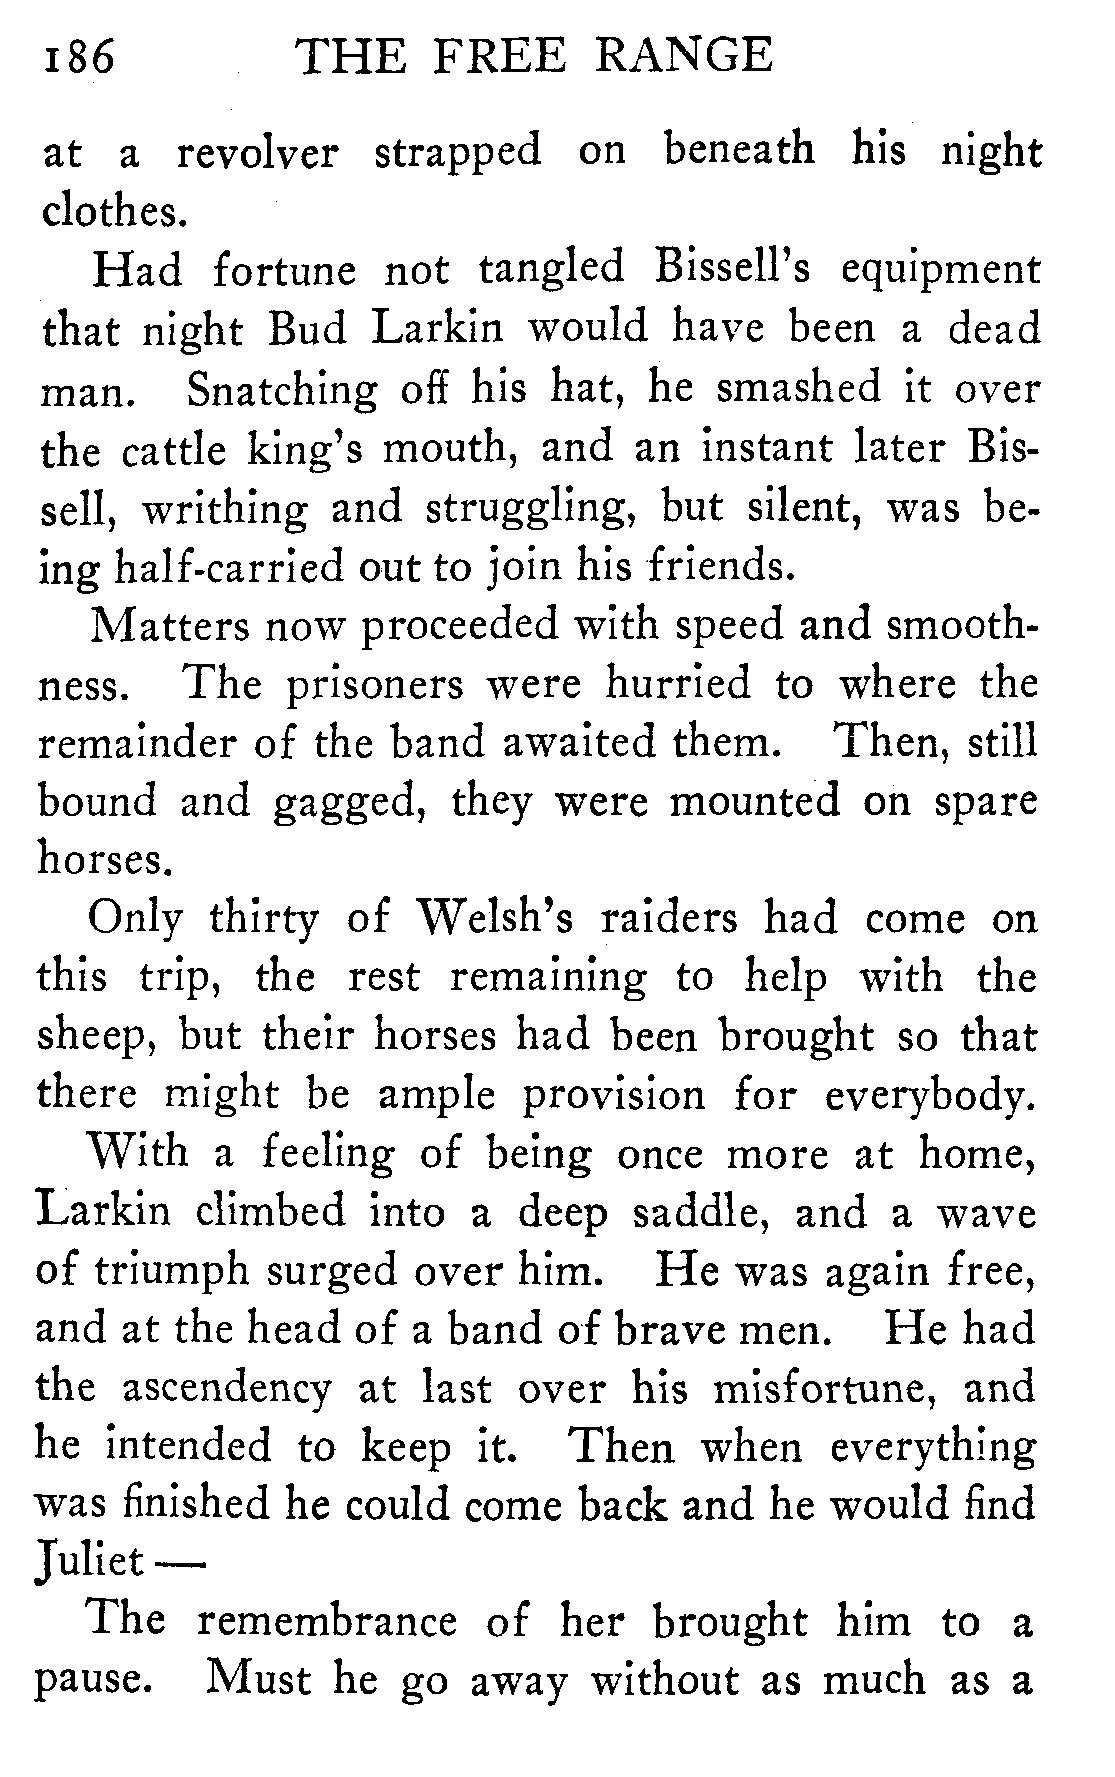 186 THE FREE RANGE
at a revolver strapped on beneath his night
clothes.
Had fortune not tangled Bissell's equipment
that night Bud Larkin would have been a dead
man. Snatching off his hat, he smashed it over
the cattle king's mouth, and an instant later Bis-
sell, writhing and struggling, but silent, was be-
ing half-carried out to join his friends.
Matters now proceeded with speed and smooth-
ness. The prisoners were hurried to where the
remainder of the band awaited them. Then, still
bound and gagged, they were mounted on spare
horses.
Only thirty of Welsh's raiders had come on
this trip, the rest remaining to help with the
sheep, but their horses had been brought so that
there might be ample provision for everybody.
With a feeling of being once more at home,
Larkin climbed into a deep saddle, and a wave
of triumph surged over him. He was again free,
and at the head of a band of brave men. He had
the ascendency at last over his misfortune, and
he intended to keep it. Then when everything
was finished he could come back and he would find
Juliet —
The remembrance of her brought him to a
pause. Must he go away without as much as a